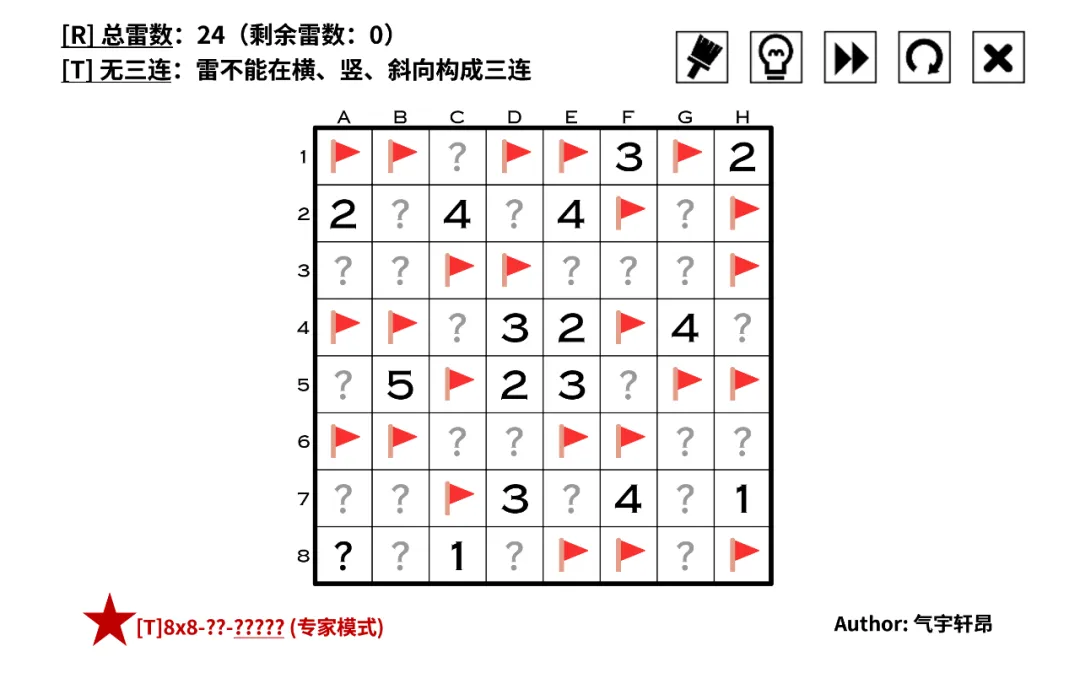 [R] 总雷数：24（剩余雷数：0）
[T] 无三连：雷不能在横、竖、斜向构成三连
A B C D E F G H
1 ? 3 2
2 2 ? 4 ? 4 ?
3 ? ? ? ? ?
4 ? 3 2 4 ?
5 ? 5 2 3 ?
6 ? ? ? ?
7 ? ? 3 ? 4 ? 1
8 ? ? 1 ? ?
[T]8x8-??-????? (专家模式)
Author: 气宇轩昂